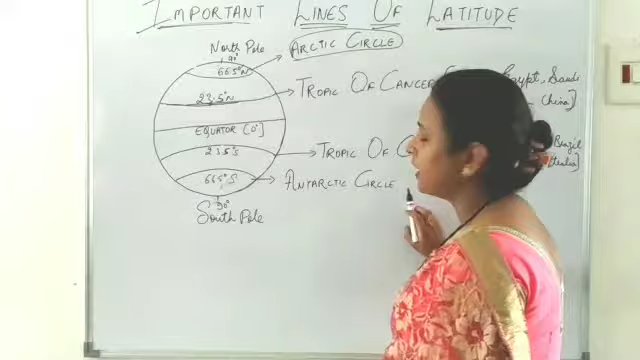 IMPORTANT LINES OF LATITUDE
North Pole
90°
ARCTIC CIRCLE
66.5°N
TROPIC OF CANCER Egypt, Saudi
23.5°N
China]
EQUATOR [0°]
Brazil
23.5°S
TROPIC OF
66.5°S
ANTARCTIC CIRCLE
90°
South Pole